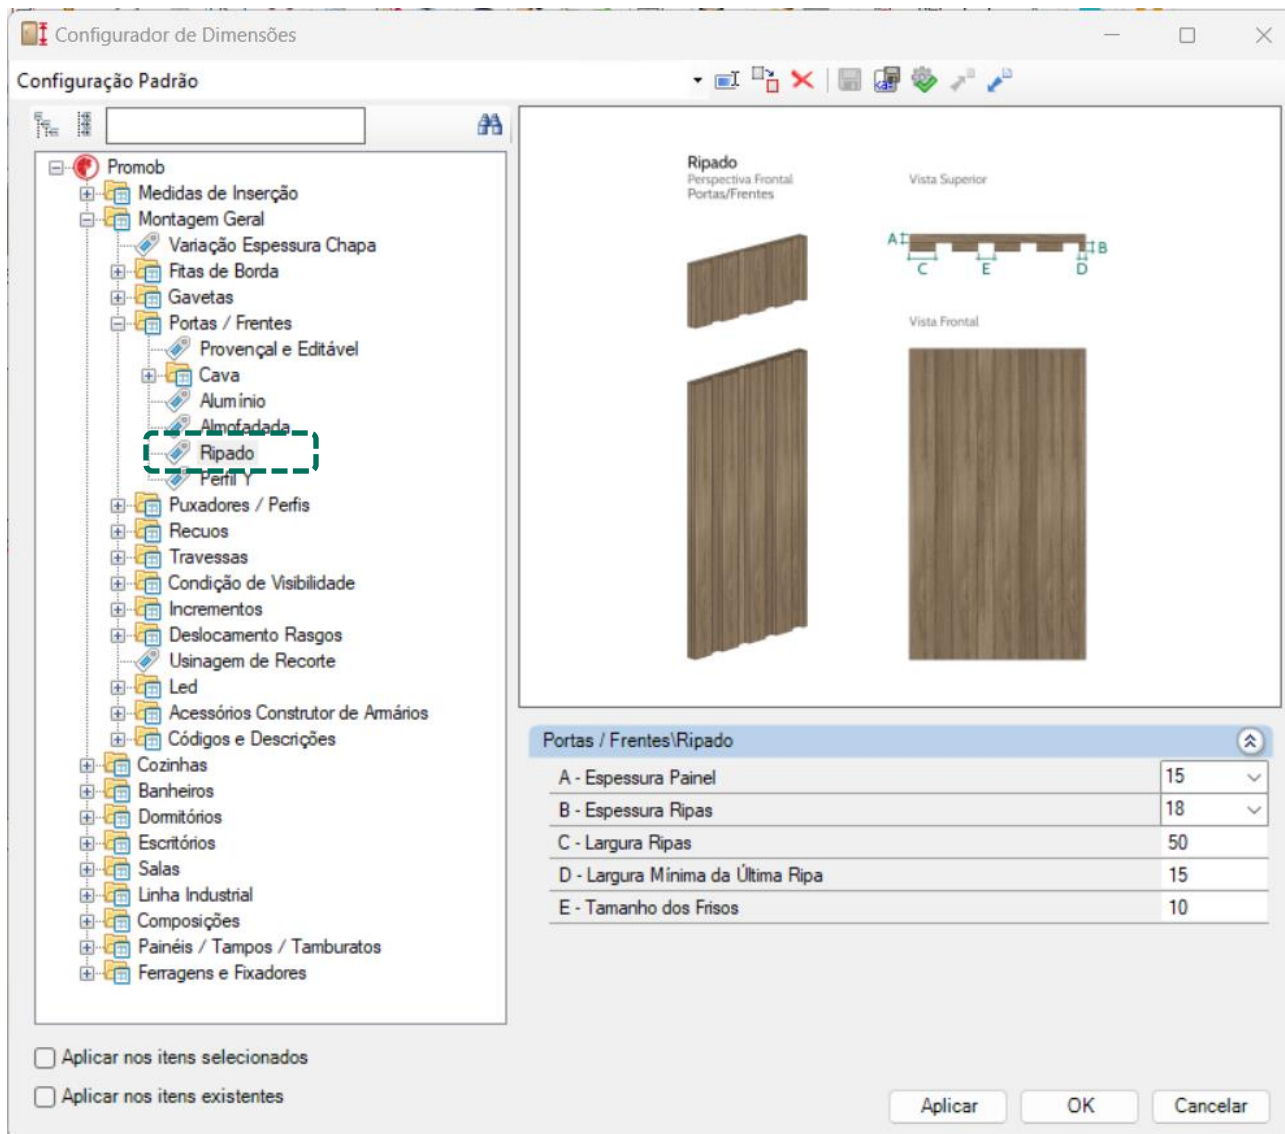 Configurador de Dimensões
Configuração Padrão
Promob
Medidas de Inserção
Montagem Geral
Variação Espessura Chapa
Fitas de Borda
Gavetas
Portas / Frentes
Provençal e Editável
Cava
Alumínio
Almofadada
Ripado
Perfil Y
Puxadores / Perfis
Recuos
Travessas
Condição de Visibilidade
Incrementos
Deslocamento Rasgos
Usinagem de Recorte
Led
Acessórios Construtor de Armários
Códigos e Descrições
Cozinhas
Banheiros
Dormitórios
Escritórios
Salas
Linha Industrial
Composições
Painéis / Tampos / Tamburatos
Ferragens e Fixadores
Ripado
Perspectiva Frontal
Portas/Frentes
Vista Superior
A
B
C
E
D
Vista Frontal
Portas / Frentes\Ripado
A - Espessura Painel 15
B - Espessura Ripas 18
C - Largura Ripas 50
D - Largura Mínima da Última Ripa 15
E - Tamanho dos Frisos 10
Aplicar nos itens selecionados
Aplicar nos itens existentes
Aplicar
OK
Cancelar